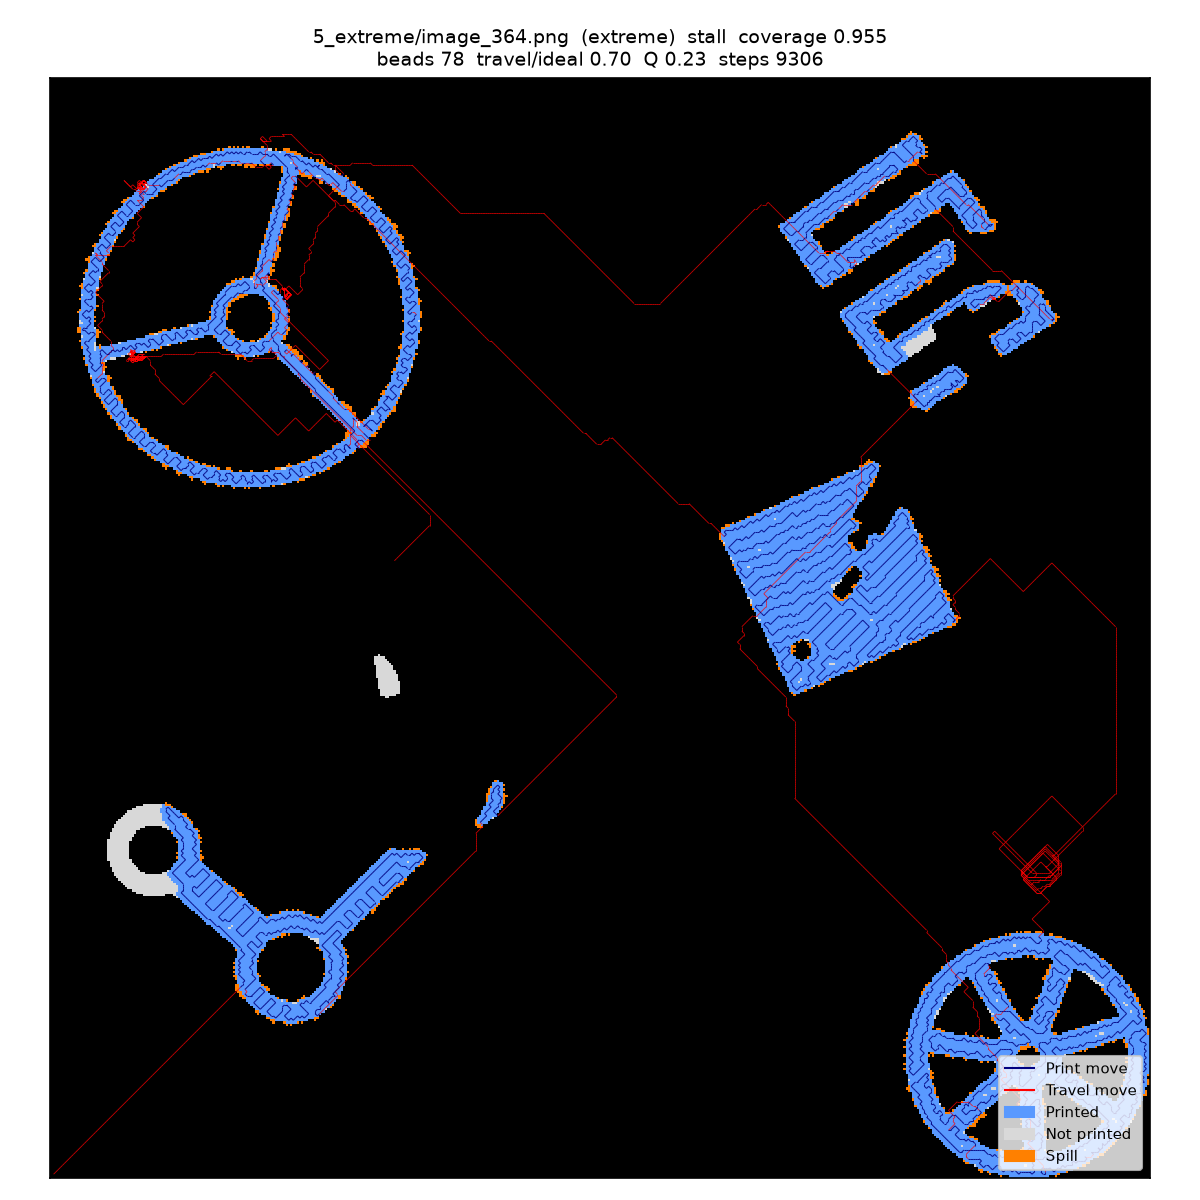 5_extreme/image_364.png  (extreme)  stall  coverage 0.955
beads 78  travel/ideal 0.70  Q 0.23  steps 9306
Print move
Travel move
Printed
Not printed
Spill